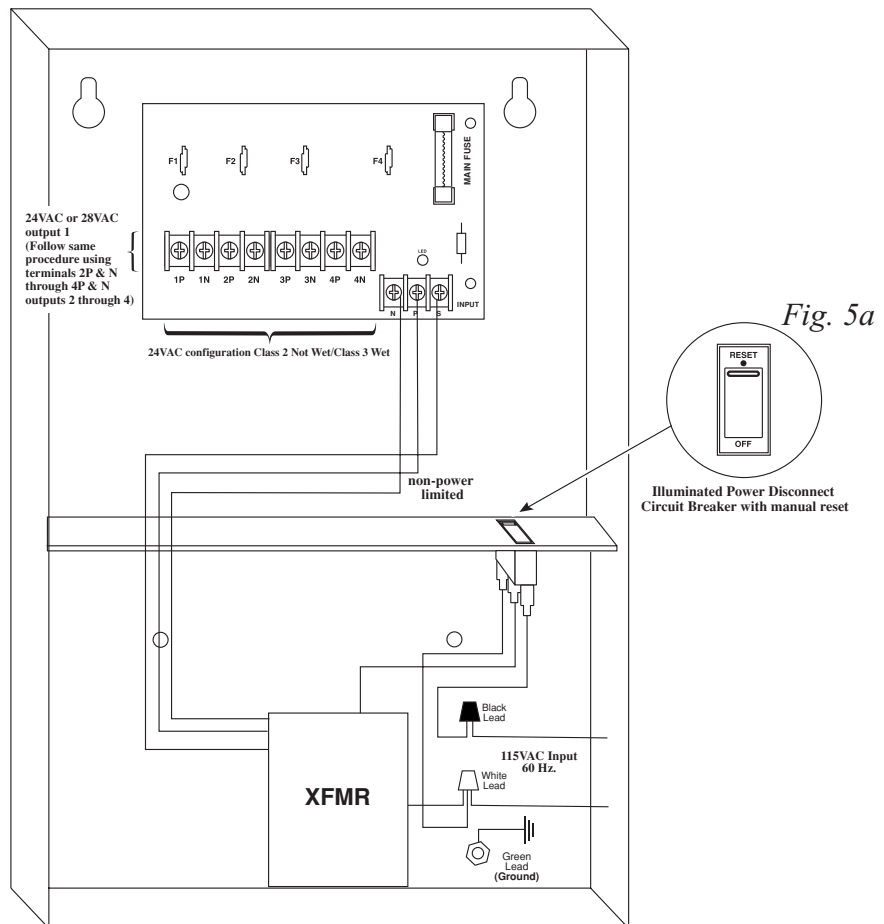 F1
F2
F3
F4
MAIN FUSE
24VAC or 28VAC
output 1
(Follow same
procedure using
terminals 2P & N
through 4P & N
outputs 2 through 4)
1P 1N 2P 2N 3P 3N 4P 4N
LED
N P S
INPUT
24VAC configuration Class 2 Not Wet/Class 3 Wet
Fig. 5a
RESET
OFF
Illuminated Power Disconnect
Circuit Breaker with manual reset
non-power
limited
Black
Lead
115VAC Input
60 Hz.
White
Lead
XFMR
Green
Lead
(Ground)